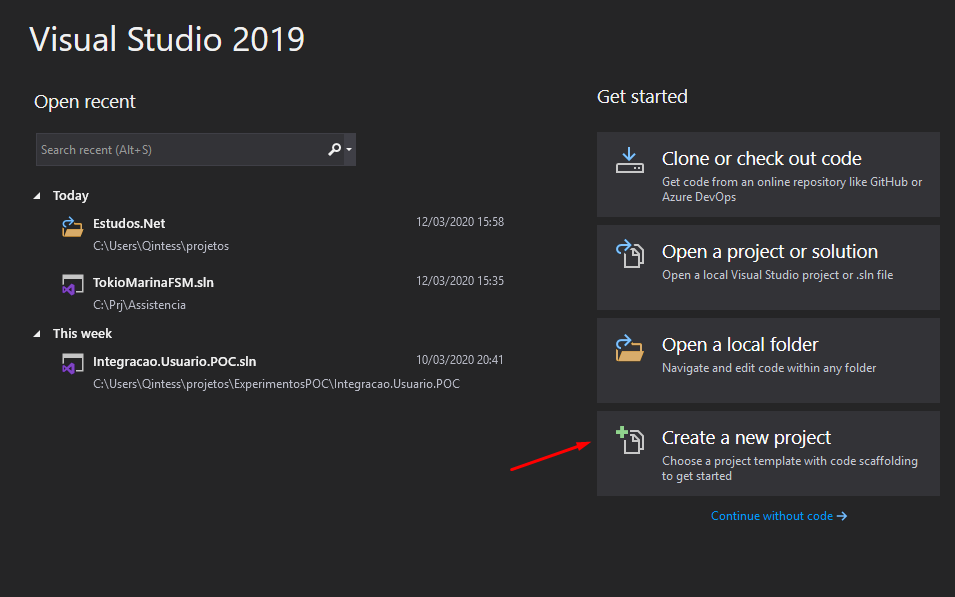 Visual Studio 2019
Open recent
Search recent (Alt+S)
Today
Estudos.Net
12/03/2020 15:58
C:\Users\Qintess\projetos
TokioMarinaFSM.sln
12/03/2020 15:35
C:\Prj\Assistencia
This week
Integracao.Usuario.POC.sln
10/03/2020 20:41
C:\Users\Qintess\projetos\ExperimentosPOC\Integracao.Usuario.POC
Get started
Clone or check out code
Get code from an online repository like GitHub or
Azure DevOps
Open a project or solution
Open a local Visual Studio project or .sln file
Open a local folder
Navigate and edit code within any folder
Create a new project
Choose a project template with code scaffolding
to get started
Continue without code →